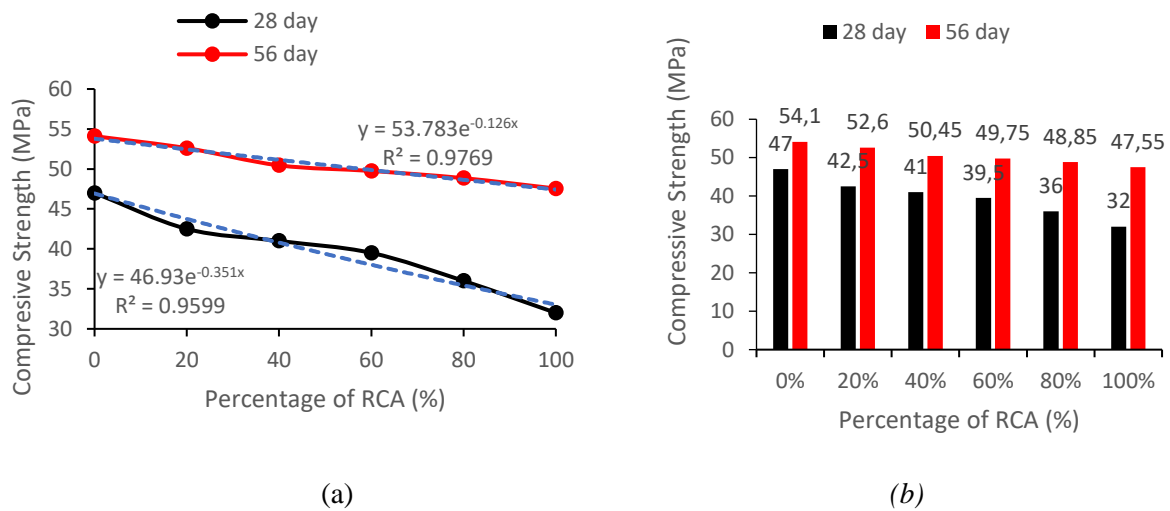 28 day
56 day
Compresive Strength (MPa)
60
55
50
45
40
35
30
y = 53.783e^-0.126x
R² = 0.9769
y = 46.93e^-0.351x
R² = 0.9599
0 20 40 60 80 100
Percentage of RCA (%)
(a)
28 day 56 day
Compressive Strength (MPa)
60
50
40
30
20
10
0
47 54,1 42,5 52,6 41 50,45 39,5 49,75 36 48,85 32 47,55
0% 20% 40% 60% 80% 100%
Percentage of RCA (%)
(b)